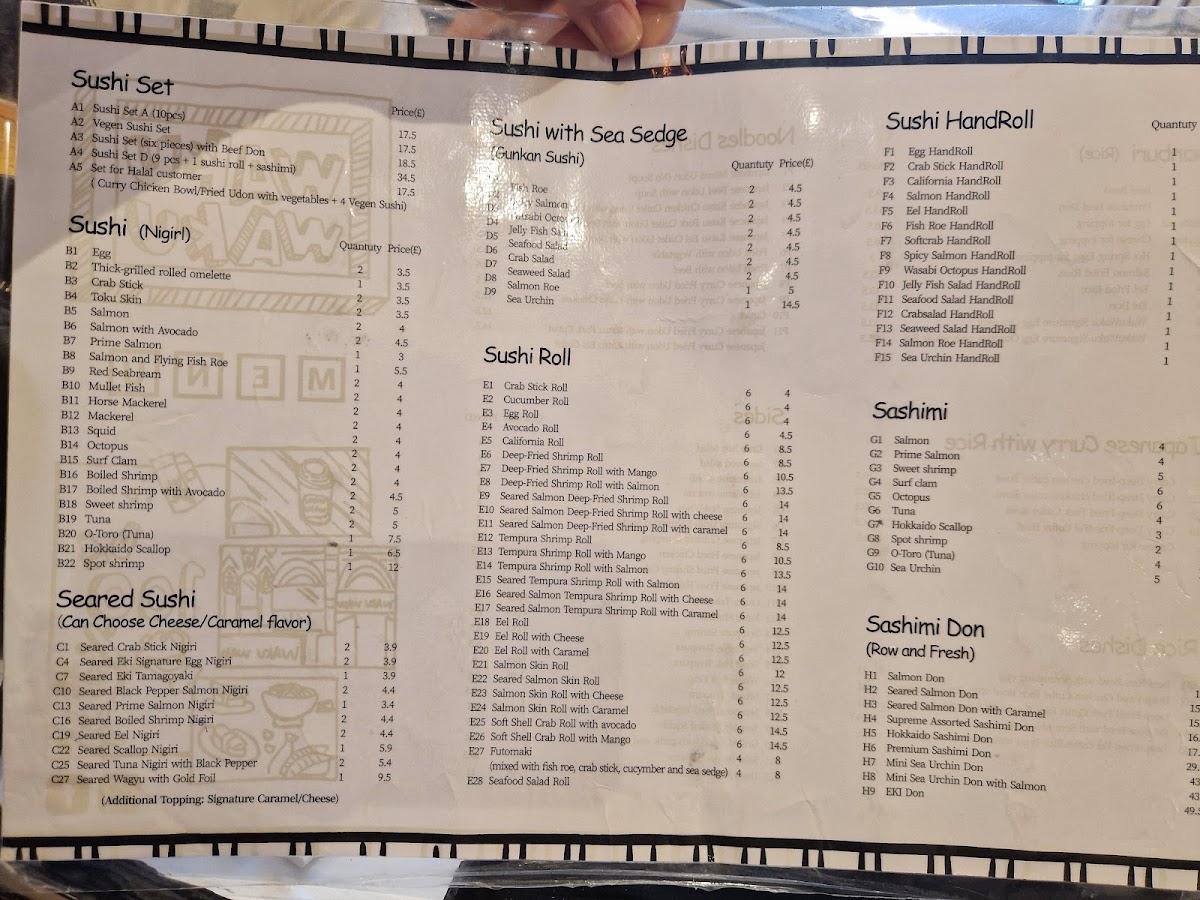 Sushi Set
Price(£)
A1 Sushi Set A (10pcs) 17.5
A2 Vegen Sushi Set 17.5
A3 Sushi Set (six pieces) with Beef Don 18.5
A4 Sushi Set D (9 pcs + 1 sushi roll + sashimi) 34.5
A5 Set for Halal customer 17.5
( Curry Chicken Bowl/Fried Udon with vegetables + 4 Vegen Sushi)
Sushi (Nigirl)
Quantuty Price(£)
B1 Egg 2 3.5
B2 Thick-grilled rolled omelette 1 3.5
B3 Crab Stick 2 3.5
B4 Toku Skin 2 3.5
B5 Salmon 2 4
B6 Salmon with Avocado 2 4.5
B7 Prime Salmon 1 3
B8 Salmon and Flying Fish Roe 1 5.5
B9 Red Seabream 2 4
B10 Mullet Fish 2 4
B11 Horse Mackerel 2 4
B12 Mackerel 2 4
B13 Squid 2 4
B14 Octopus 2 4
B15 Surf Clam 2 4
B16 Boiled Shrimp 2 4
B17 Boiled Shrimp with Avocado 2 4.5
B18 Sweet shrimp 2 5
B19 Tuna 2 5
B20 O-Toro (Tuna) 1 7.5
B21 Hokkaido Scallop 1 6.5
B22 Spot shrimp 1 12
Seared Sushi
(Can Choose Cheese/Caramel flavor)
C1 Seared Crab Stick Nigiri 2 3.9
C4 Seared Eki Signature Egg Nigiri 2 3.9
C7 Seared Eki Tamagoyaki 1 3.9
C10 Seared Black Pepper Salmon Nigiri 2 4.4
C13 Seared Prime Salmon Nigiri 1 3.4
C16 Seared Boiled Shrimp Nigiri 2 4.4
C19 Seared Eel Nigiri 2 4.4
C22 Seared Scallop Nigiri 1 5.9
C25 Seared Tuna Nigiri with Black Pepper 2 5.4
C27 Seared Wagyu with Gold Foil 1 9.5
(Additional Topping: Signature Caramel/Cheese)
Sushi with Sea Sedge
(Gunkan Sushi)
Quantuty Price(£)
Fish Roe 2 4.5
Salmon 2 4.5
Wasabi 2 4.5
D4 Jelly Fish 2 4.5
D5 Seafood Salad 2 4.5
D6 Crab Salad 2 4.5
D7 Seaweed Salad 2 4.5
D8 Salmon Roe 1 5
D9 Sea Urchin 1 14.5
Sushi Roll
E1 Crab Stick Roll 6 4
E2 Cucumber Roll 6 4
E3 Egg Roll 6 4
E4 Avocado Roll 6 4.5
E5 California Roll 6 8.5
E6 Deep-Fried Shrimp Roll 6 8.5
E7 Deep-Fried Shrimp Roll with Mango 6 10.5
E8 Deep-Fried Shrimp Roll with Salmon 6 13.5
E9 Seared Salmon Deep-Fried Shrimp Roll 6 14
E10 Seared Salmon Deep-Fried Shrimp Roll with cheese 6 14
E11 Seared Salmon Deep-Fried Shrimp Roll with caramel 6 14
E12 Tempura Shrimp Roll 6 8.5
E13 Tempura Shrimp Roll with Mango 6 10.5
E14 Tempura Shrimp Roll with Salmon 6 13.5
E15 Seared Tempura Shrimp Roll with Salmon 6 14
E16 Seared Salmon Tempura Shrimp Roll with Cheese 6 14
E17 Seared Salmon Tempura Shrimp Roll with Caramel 6 14
E18 Eel Roll 6 12.5
E19 Eel Roll with Cheese 6 12.5
E20 Eel Roll with Caramel 6 12.5
E21 Salmon Skin Roll 6 12
E22 Seared Salmon Skin Roll 6 12.5
E23 Salmon Skin Roll with Cheese 6 12.5
E24 Salmon Skin Roll with Caramel 6 12.5
E25 Soft Shell Crab Roll with avocado 6 14.5
E26 Soft Shell Crab Roll with Mango 6 14.5
E27 Futomaki 4 8
(mixed with fish roe, crab stick, cucymber and sea sedge)
E28 Seafood Salad Roll 4 8
Sushi HandRoll
Quantuty
F1 Egg HandRoll 1
F2 Crab Stick HandRoll 1
F3 California HandRoll 1
F4 Salmon HandRoll 1
F5 Eel HandRoll 1
F6 Fish Roe HandRoll 1
F7 Softcrab HandRoll 1
F8 Spicy Salmon HandRoll 1
F9 Wasabi Octopus HandRoll 1
F10 Jelly Fish Salad HandRoll 1
F11 Seafood Salad HandRoll 1
F12 Crabsalad HandRoll 1
F13 Seaweed Salad HandRoll 1
F14 Salmon Roe HandRoll 1
F15 Sea Urchin HandRoll 1
Sashimi
G1 Salmon 4
G2 Prime Salmon 4
G3 Sweet shrimp 5
G4 Surf clam 6
G5 Octopus 6
G6 Tuna 4
G7 Hokkaido Scallop 3
G8 Spot shrimp 2
G9 O-Toro (Tuna) 4
G10 Sea Urchin 5
Sashimi Don
(Row and Fresh)
H1 Salmon Don
H2 Seared Salmon Don 15
H3 Seared Salmon Don with Caramel 15
H4 Supreme Assorted Sashimi Don 16.
H5 Hokkaido Sashimi Don 17.
H6 Premium Sashimi Don 29.
H7 Mini Sea Urchin Don 43
H8 Mini Sea Urchin Don with Salmon 43
H9 EKI Don 49.5